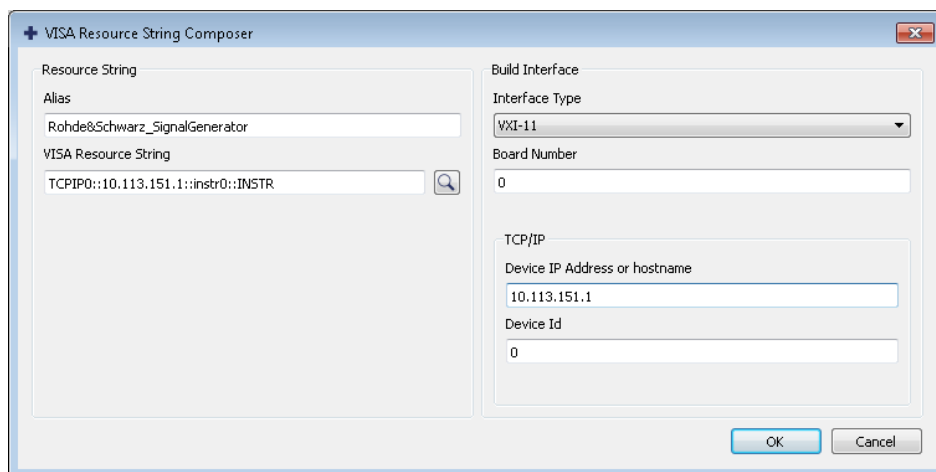 VISA Resource String Composer
Resource String
Alias
Rohde&Schwarz_SignalGenerator
VISA Resource String
TCPIP0::10.113.151.1::instr0::INSTR
Build Interface
Interface Type
VXI-11
Board Number
0
TCP/IP
Device IP Address or hostname
10.113.151.1
Device Id
0
OK
Cancel